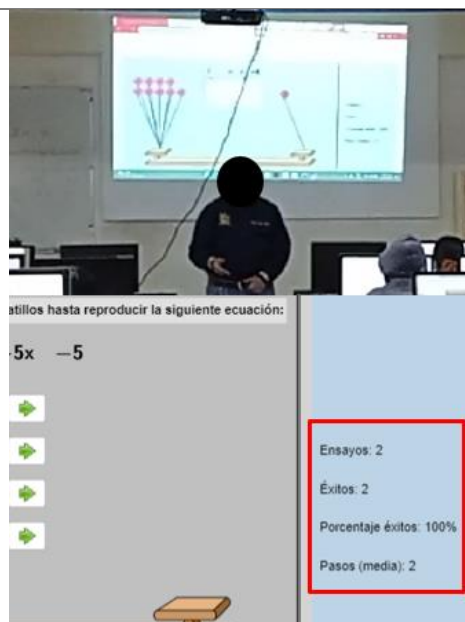 atillos hasta reproducir la siguiente ecuación:
5x −5
Ensayos: 2
Éxitos: 2
Porcentaje éxitos: 100%
Pasos (media): 2